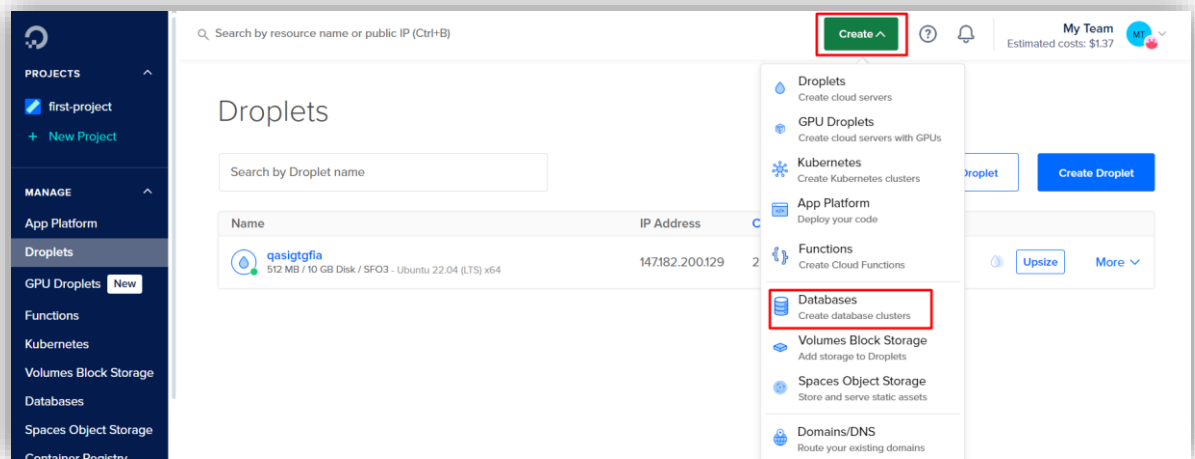 Search by resource name or public IP (Ctrl+B)
Create
?
My Team
Estimated costs: $1.37
MT
PROJECTS
first-project
+ New Project
MANAGE
App Platform
Droplets
GPU Droplets New
Functions
Kubernetes
Volumes Block Storage
Databases
Spaces Object Storage
Container Registry
Droplets
Search by Droplet name
Droplet
Create Droplet
Name
IP Address
C
qasigtgfia
512 MB / 10 GB Disk / SFO3 - Ubuntu 22.04 (LTS) x64
147.182.200.129
2
Upsize
More
Droplets
Create cloud servers
GPU Droplets
Create cloud servers with GPUs
Kubernetes
Create Kubernetes clusters
App Platform
Deploy your code
Functions
Create Cloud Functions
Databases
Create database clusters
Volumes Block Storage
Add storage to Droplets
Spaces Object Storage
Store and serve static assets
Domains/DNS
Route your existing domains